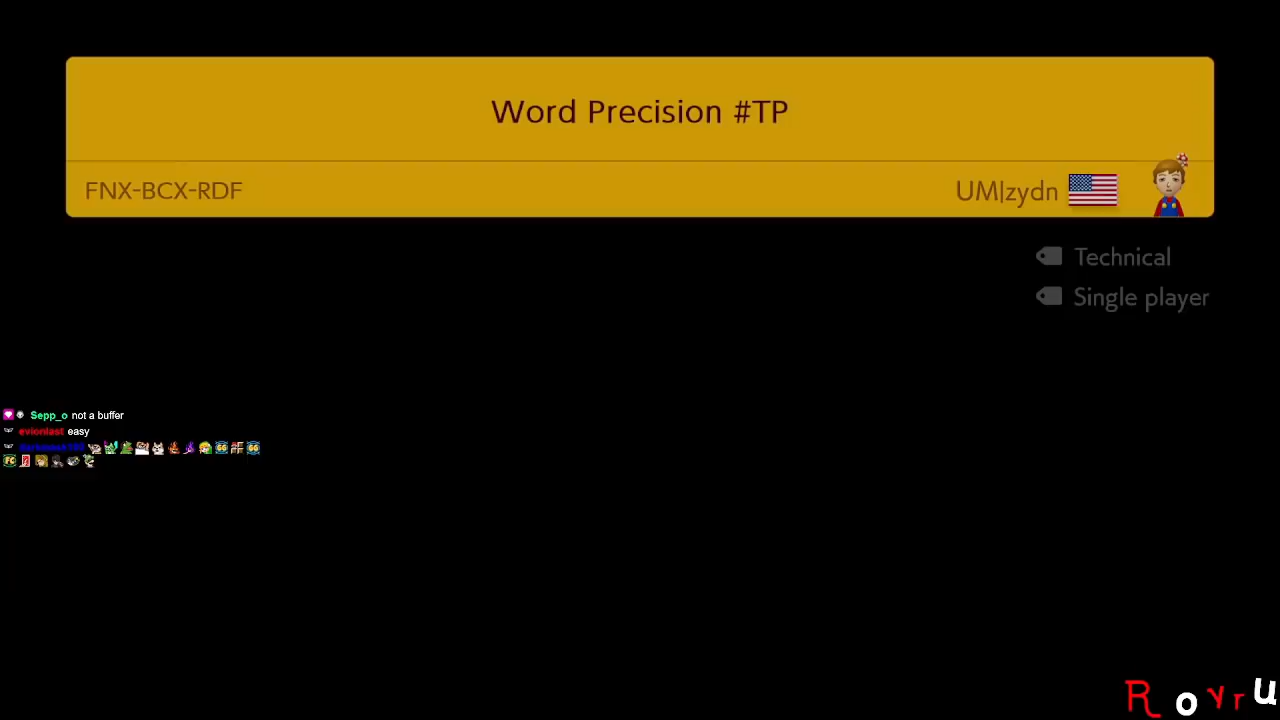 Word Precision #TP
FNX-BCX-RDF
UM|zydn
Technical
Single player
Sepp_o not a buffer
evionlast easy